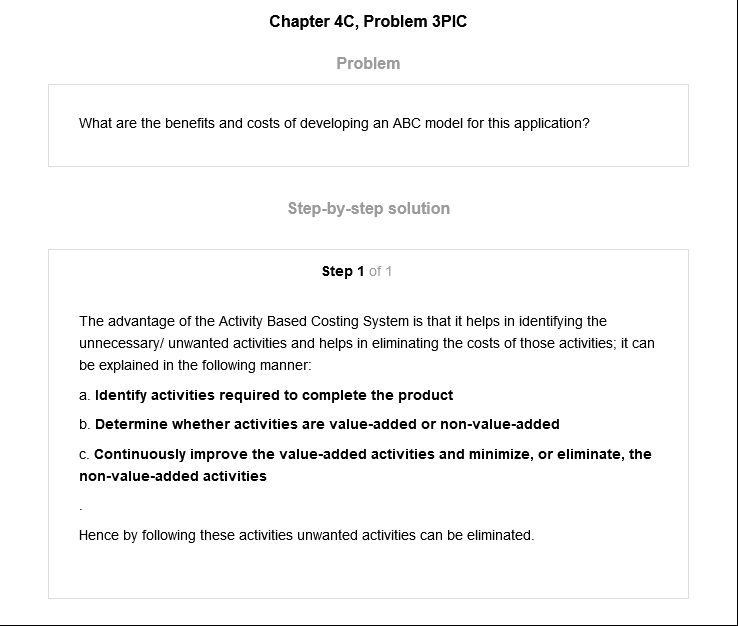 Chapter 4C, Problem 3PIC
Problem
What are the benefits and costs of developing an ABC model for this application?
Step-by-step solution
Step 1 of 1
The advantage of the Activity Based Costing System is that it helps in identifying the
unnecessary/ unwanted activities and helps in eliminating the costs of those activities; it can
be explained in the following manner:
a. Identify activities required to complete the product
b. Determine whether activities are value-added or non-value-added
c. Continuously improve the value-added activities and minimize, or eliminate, the
non-value-added activities
.
Hence by following these activities unwanted activities can be eliminated.